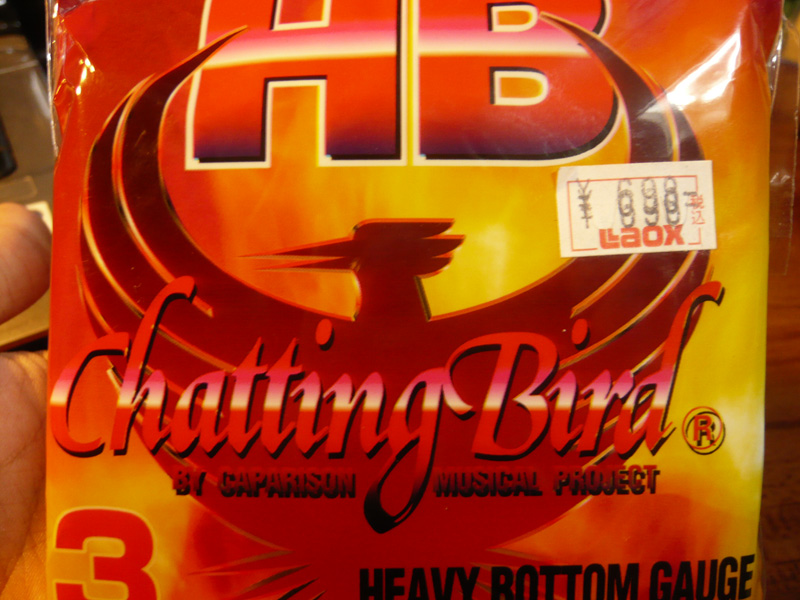 HB
¥ 698-税込
LaOX
Chatting Bird®
BY CAPARISON MUSICAL PROJECT
3
HEAVY BOTTOM GAUGE